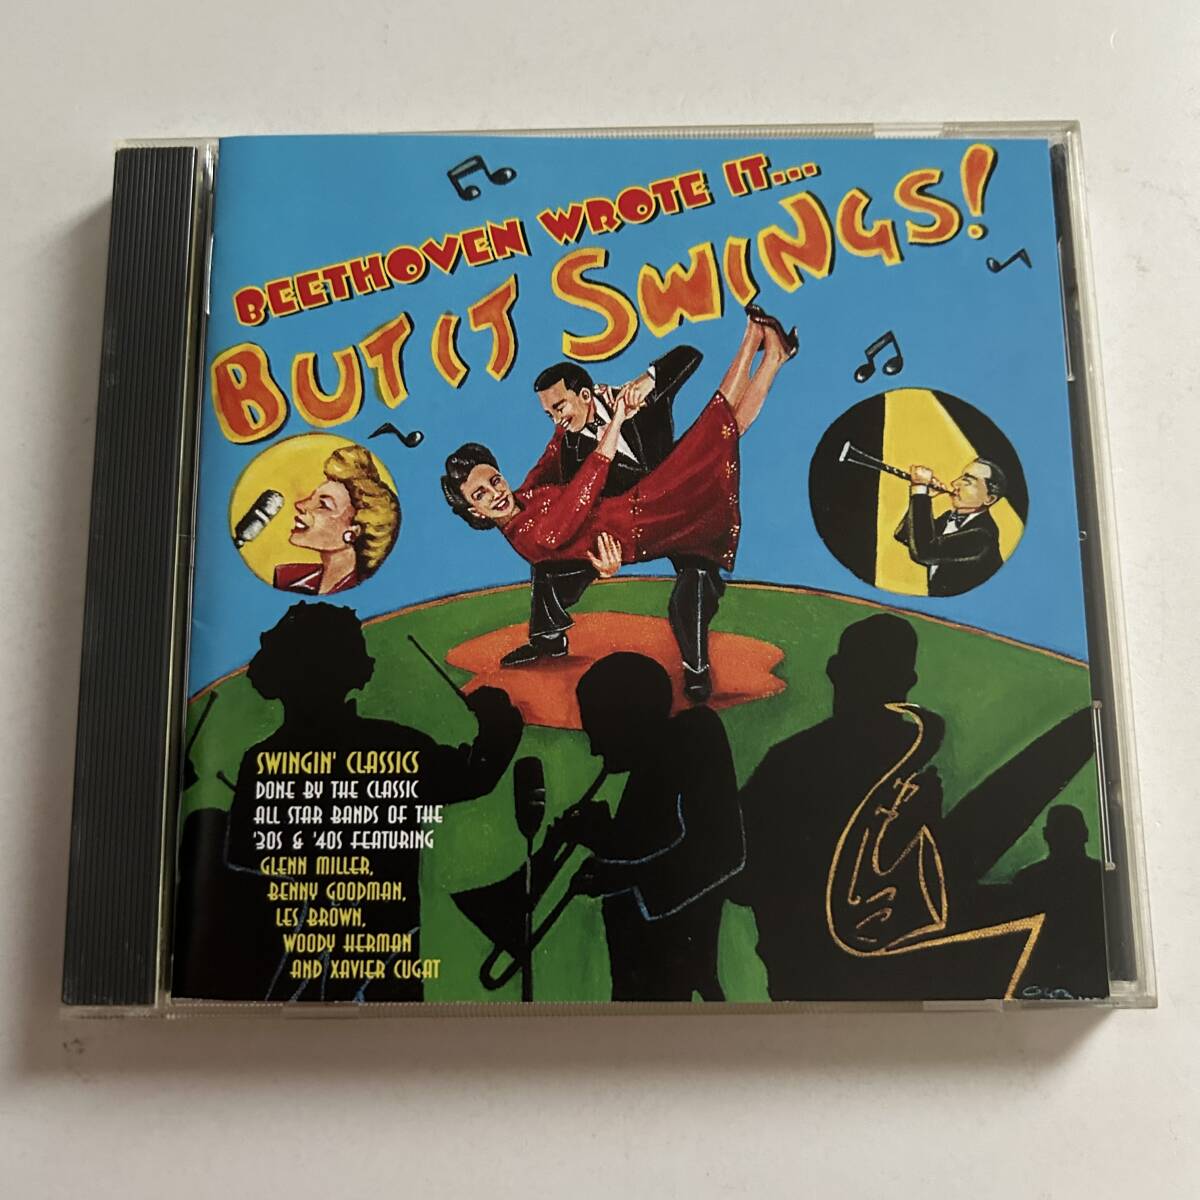 BEETHOVEN WROTE IT...
BUT IT SWINGS!
SWINGIN' CLASSICS
DONE BY THE CLASSIC
ALL STAR BANDS OF THE
'30S & '40S FEATURING
GLENN MILLER,
BENNY GOODMAN,
LES BROWN,
WOODY HERMAN
AND XAVIER CUGAT